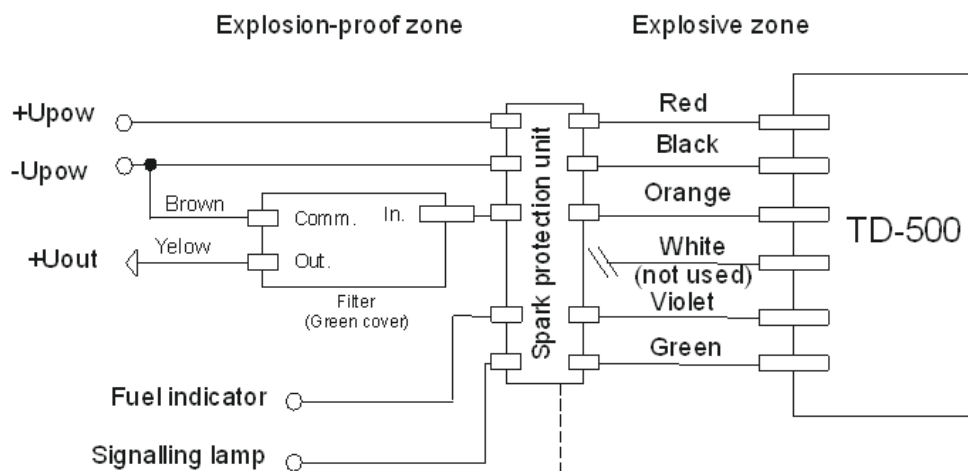 Explosion-proof zone
Explosive zone
+Upow
-Upow
Brown
Comm.
In.
Yelow
+Uout
Out.
Filter
(Green cover)
Fuel indicator
Signalling lamp
Spark protection unit
Red
Black
Orange
White
(not used)
Violet
Green
TD-500